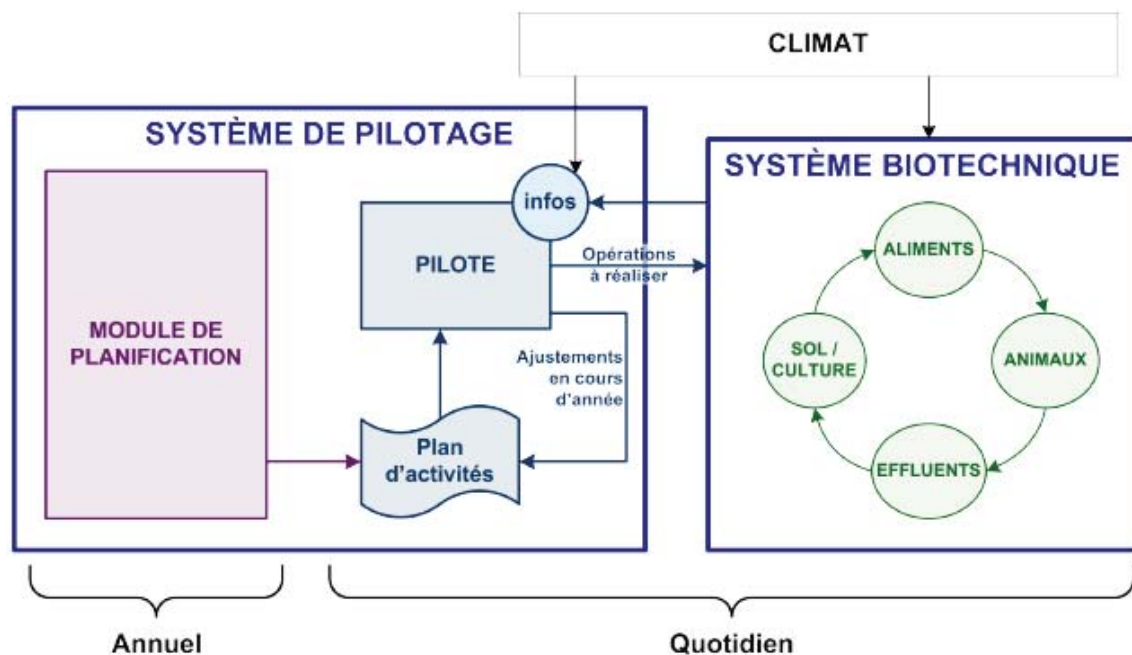 CLIMAT
SYSTÈME DE PILOTAGE
SYSTÈME BIOTECHNIQUE
infos
PILOTE
Opérations
à réaliser
MODULE DE
PLANIFICATION
Ajustements
en cours
d'année
Plan
d'activités
ALIMENTS
SOL /
CULTURE
ANIMAUX
EFFLUENTS
Annuel
Quotidien